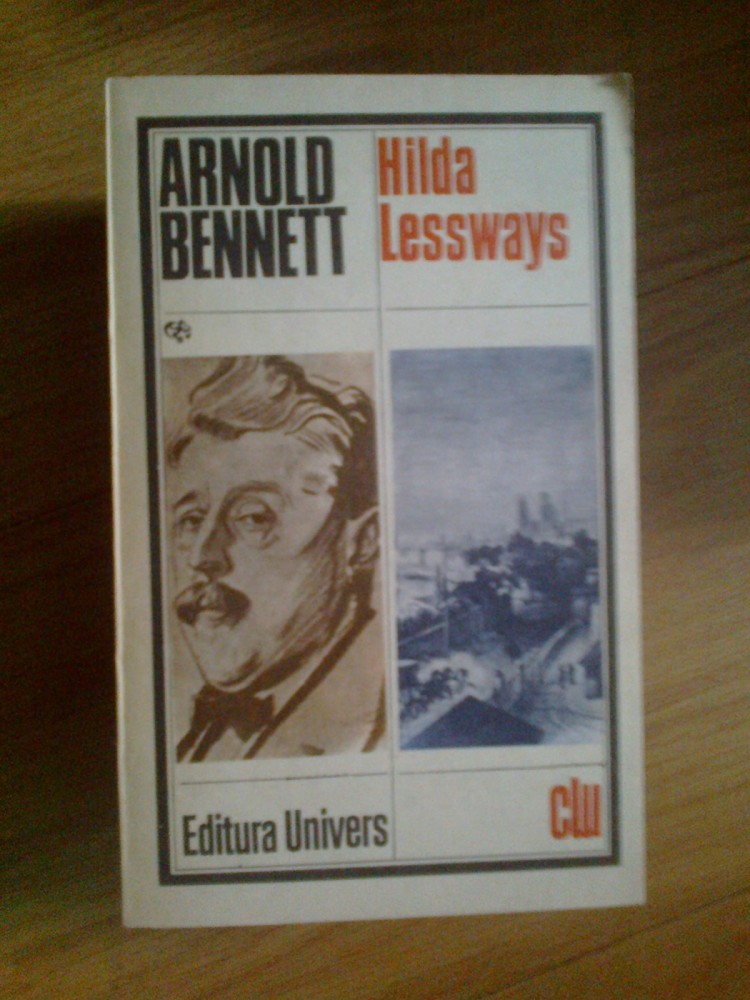 ARNOLD
BENNETT
Hilda
Lessways
Editura Univers
clu